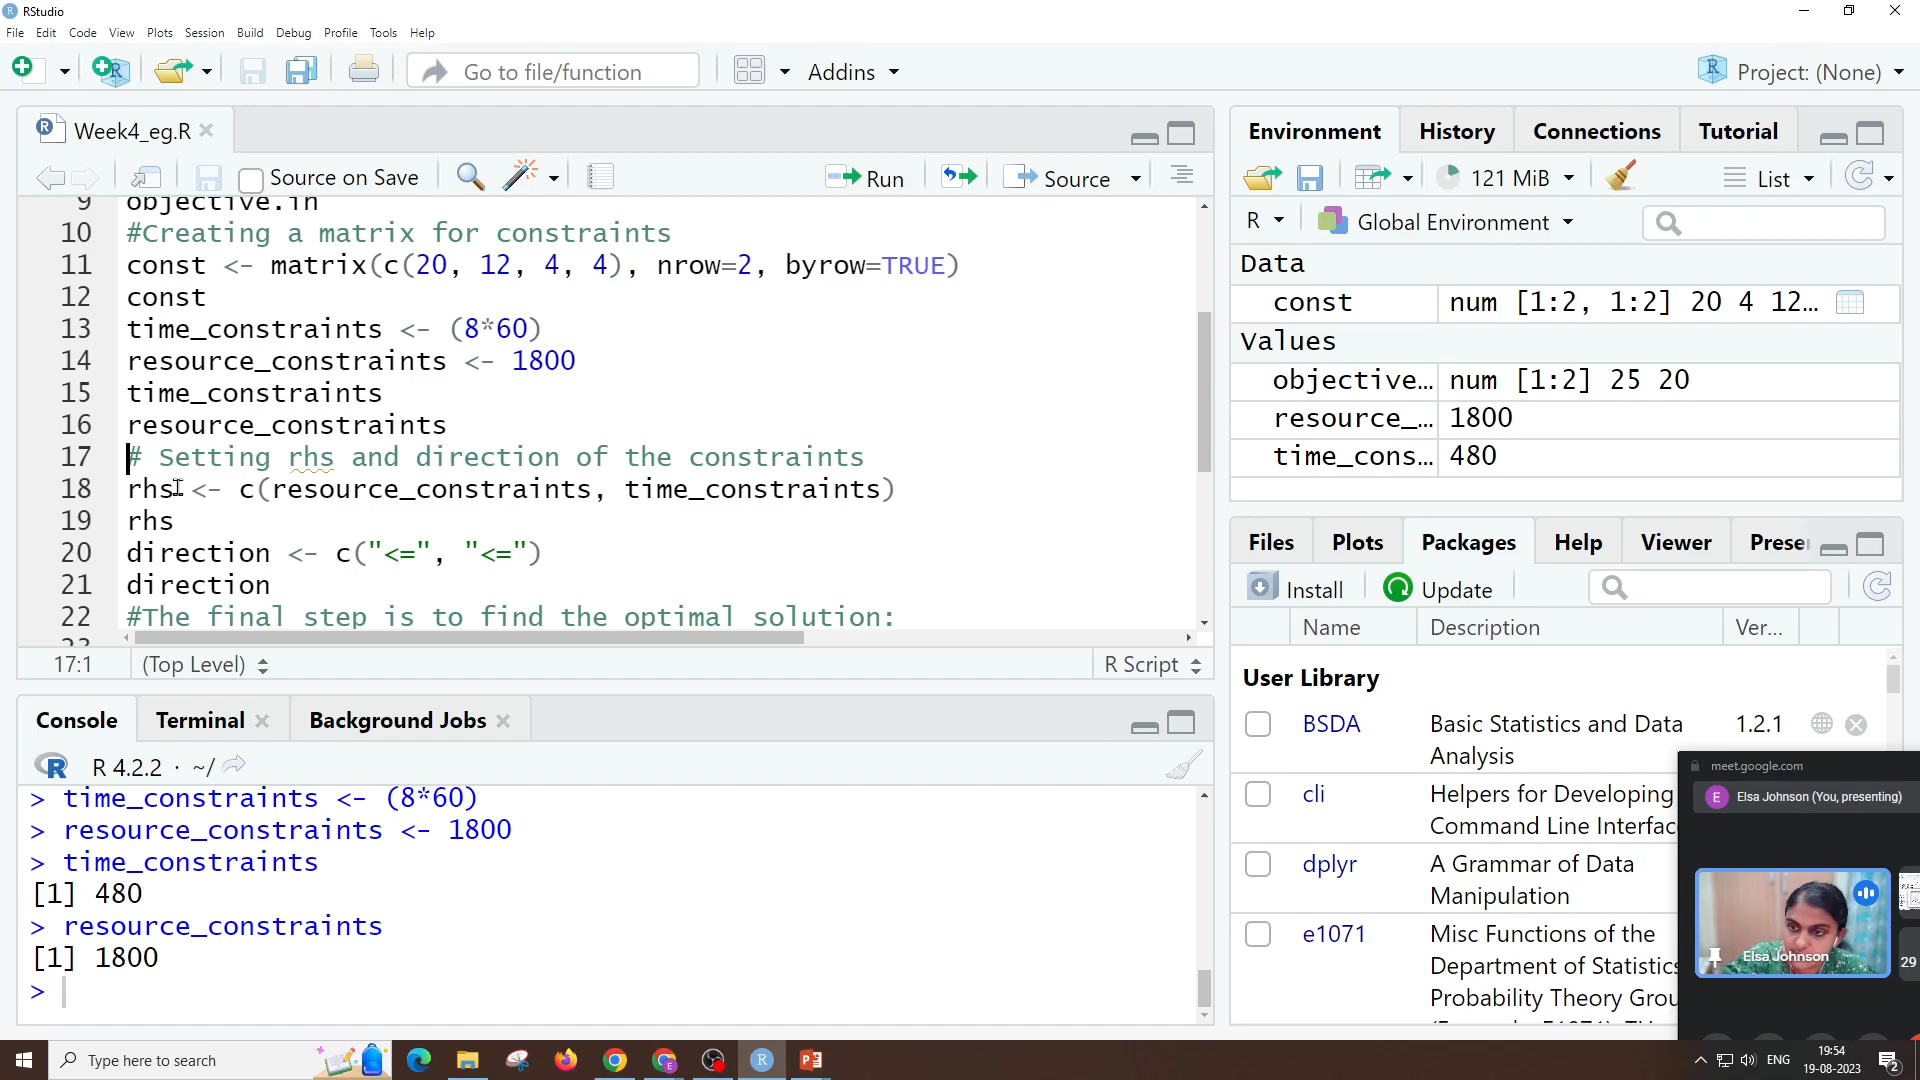 RStudio
File Edit Code View Plots Session Build Debug Profile Tools Help
Go to file/function
Addins
Project: (None)
Week4_eg.R
Source on Save
Run
Source
9 objective.in
10 #Creating a matrix for constraints
11 const <- matrix(c(20, 12, 4, 4), nrow=2, byrow=TRUE)
12 const
13 time_constraints <- (8*60)
14 resource_constraints <- 1800
15 time_constraints
16 resource_constraints
17 # Setting rhs and direction of the constraints
18 rhs <- c(resource_constraints, time_constraints)
19 rhs
20 direction <- c("<=", "<=")
21 direction
22 #The final step is to find the optimal solution:
17:1 (Top Level) R Script
Console Terminal Background Jobs
R 4.2.2 · ~/
> time_constraints <- (8*60)
> resource_constraints <- 1800
> time_constraints
[1] 480
> resource_constraints
[1] 1800
>
Environment History Connections Tutorial
121 MiB List
R Global Environment
Data
const num [1:2, 1:2] 20 4 12...
Values
objective... num [1:2] 25 20
resource_... 1800
time_cons... 480
Files Plots Packages Help Viewer Prese
Install Update
Name Description Ver...
User Library
BSDA Basic Statistics and Data 1.2.1
Analysis
cli Helpers for Developing
Command Line Interfac
dplyr A Grammar of Data
Manipulation
e1071 Misc Functions of the
Department of Statistics
Probability Theory Grou
meet.google.com
E Elsa Johnson (You, presenting)
Elsa Johnson
29
Type here to search
ENG
19:54
19-08-2023
2